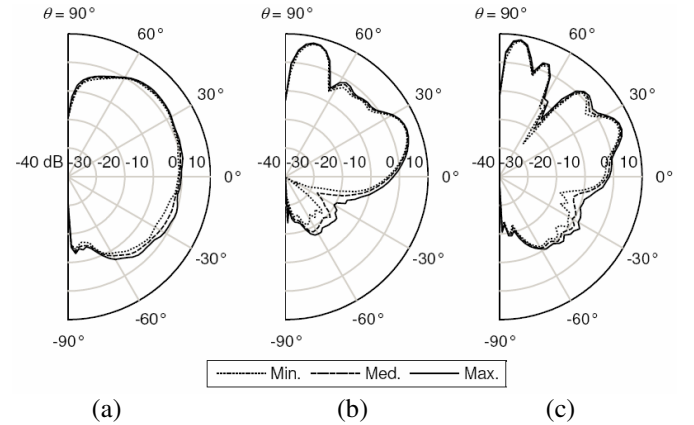 θ = 90° θ = 90° θ = 90°
60° 60° 60°
30° 30° 30°
-40 dB -30 -20 -10 0 10 0° -40 -30 -20 -10 0 10 0° -40 -30 -20 -10 0 10 0°
-30° -30° -30°
-60° -60° -60°
-90° -90° -90°
Min. Med. Max.
(a) (b) (c)